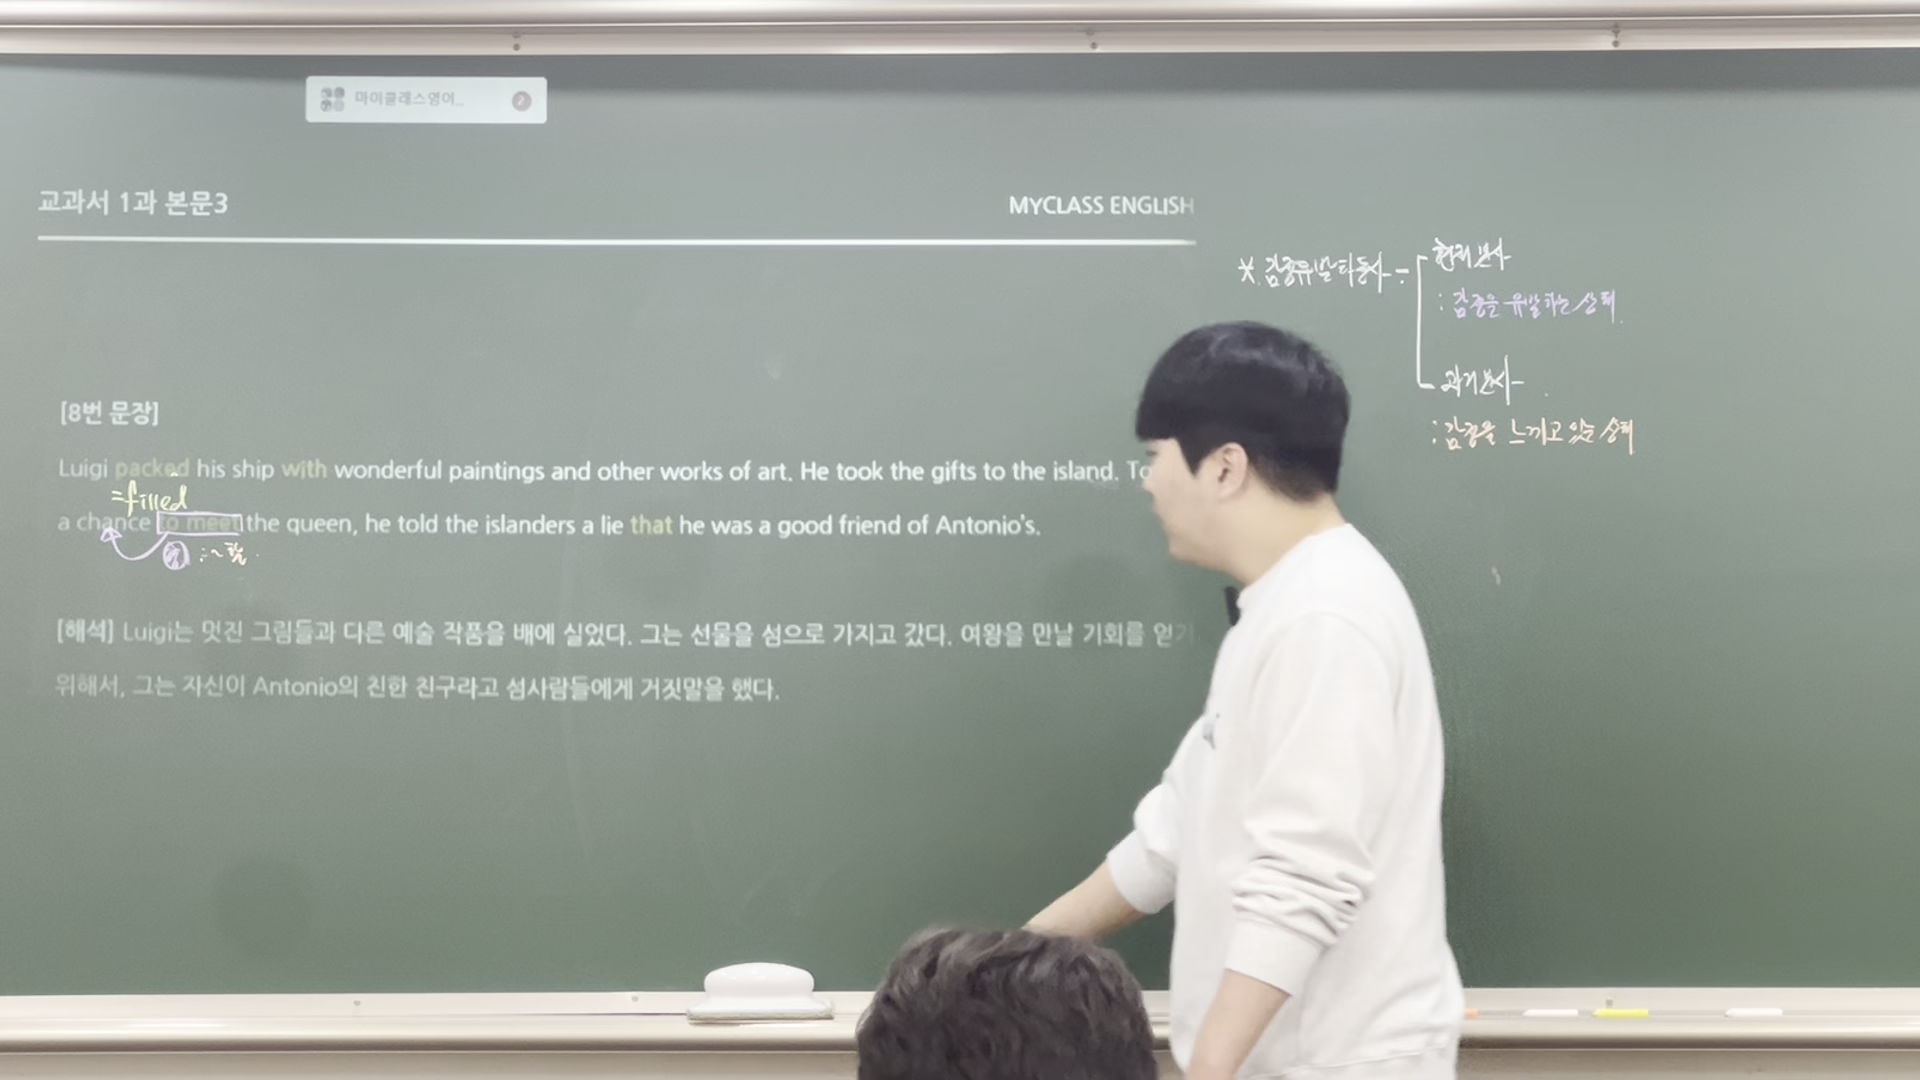 마이클래스영어...
2
교과서 1과 본문3
MYCLASS ENGLISH
※ 감정유발타동사 - 현재분사
: 감정을 유발하는 상태.
과거분사
: 감정을 느끼고 있는 상태
[8번 문장]
Luigi packed his ship with wonderful paintings and other works of art. He took the gifts to the island. To
=filled
a chance to meet the queen, he told the islanders a lie that he was a good friend of Antonio's.
: ~할.
[해석] Luigi는 멋진 그림들과 다른 예술 작품을 배에 실었다. 그는 선물을 섬으로 가지고 갔다. 여왕을 만날 기회를 얻기
위해서, 그는 자신이 Antonio의 친한 친구라고 섬사람들에게 거짓말을 했다.